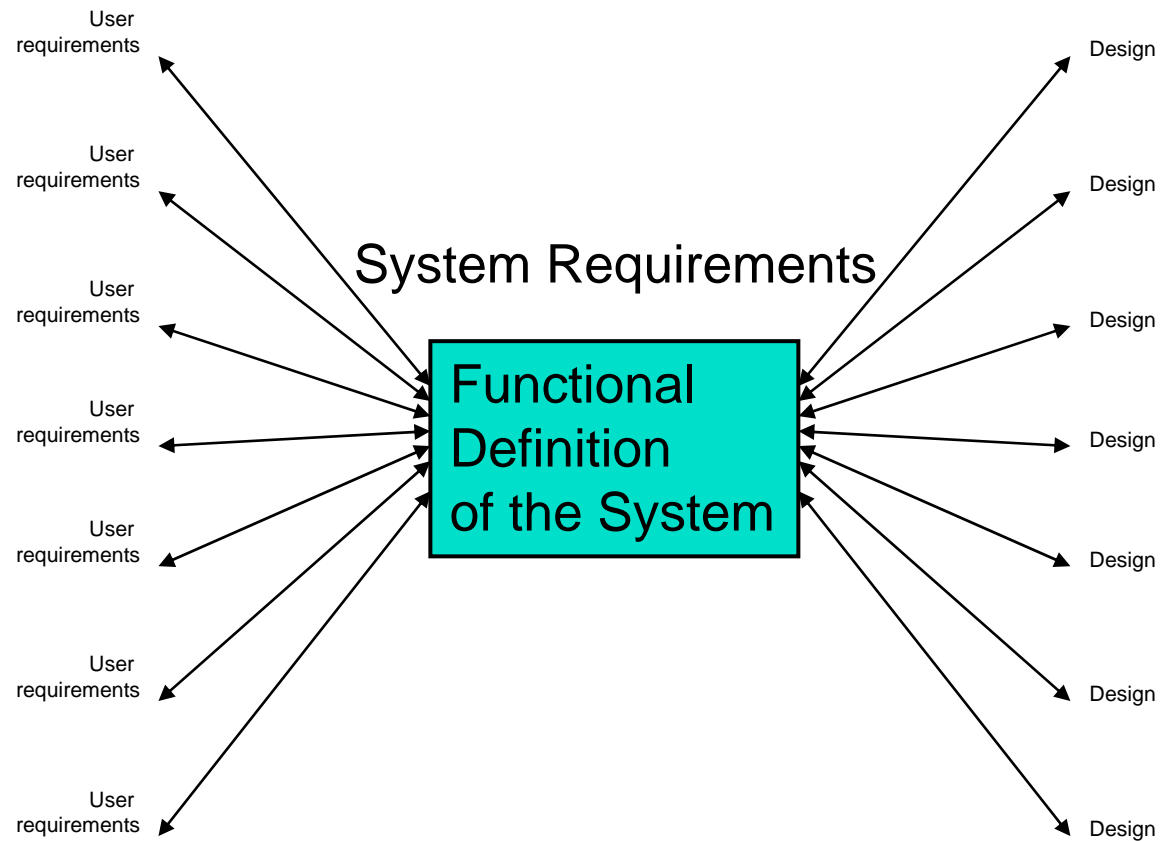 User
requirements
Design
User
requirements
Design
System Requirements
User
requirements
Design
Functional
Definition
of the System
User
requirements
Design
User
requirements
Design
User
requirements
Design
User
requirements
Design